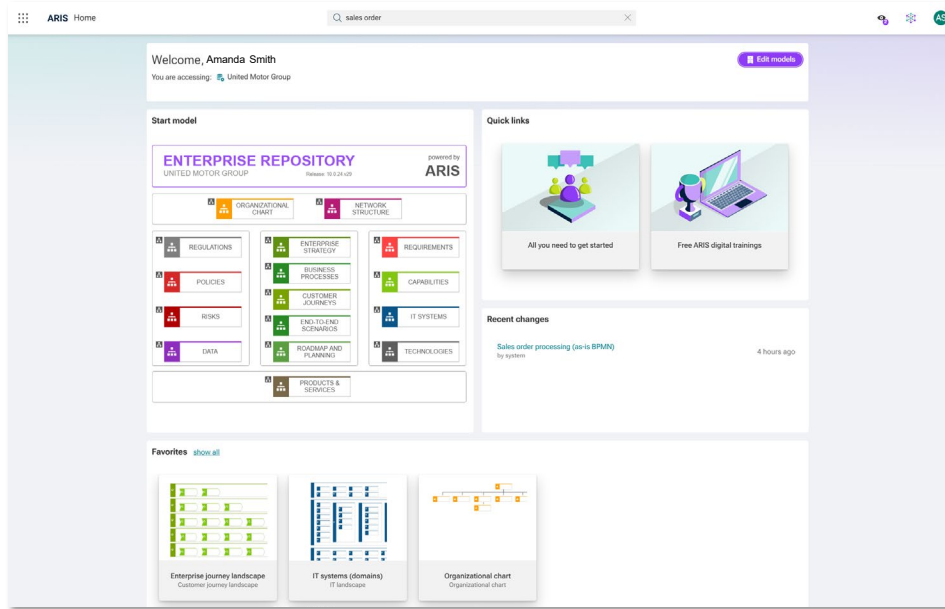 ARIS Home
sales order
AS
Welcome, Amanda Smith
Edit models
You are accessing: United Motor Group
Start model
ENTERPRISE REPOSITORY
UNITED MOTOR GROUP
powered by
ARIS
ORGANIZATIONAL
CHART
NETWORK
STRUCTURE
REGULATIONS
ENTERPRISE
STRATEGY
REQUIREMENTS
BUSINESS
PROCESSES
POLICIES
CAPABILITIES
CUSTOMER
JOURNEYS
RISKS
END-TO-END
SCENARIOS
IT SYSTEMS
DATA
ROADMAP AND
PLANNING
TECHNOLOGIES
PRODUCTS &
SERVICES
Quick links
All you need to get started
Free ARIS digital trainings
Recent changes
Sales order processing (as-is BPMN)
by system
4 hours ago
Favorites show all
Enterprise journey landscape
Customer journey landscape
IT systems (domains)
IT landscape
Organizational chart
Organizational chart